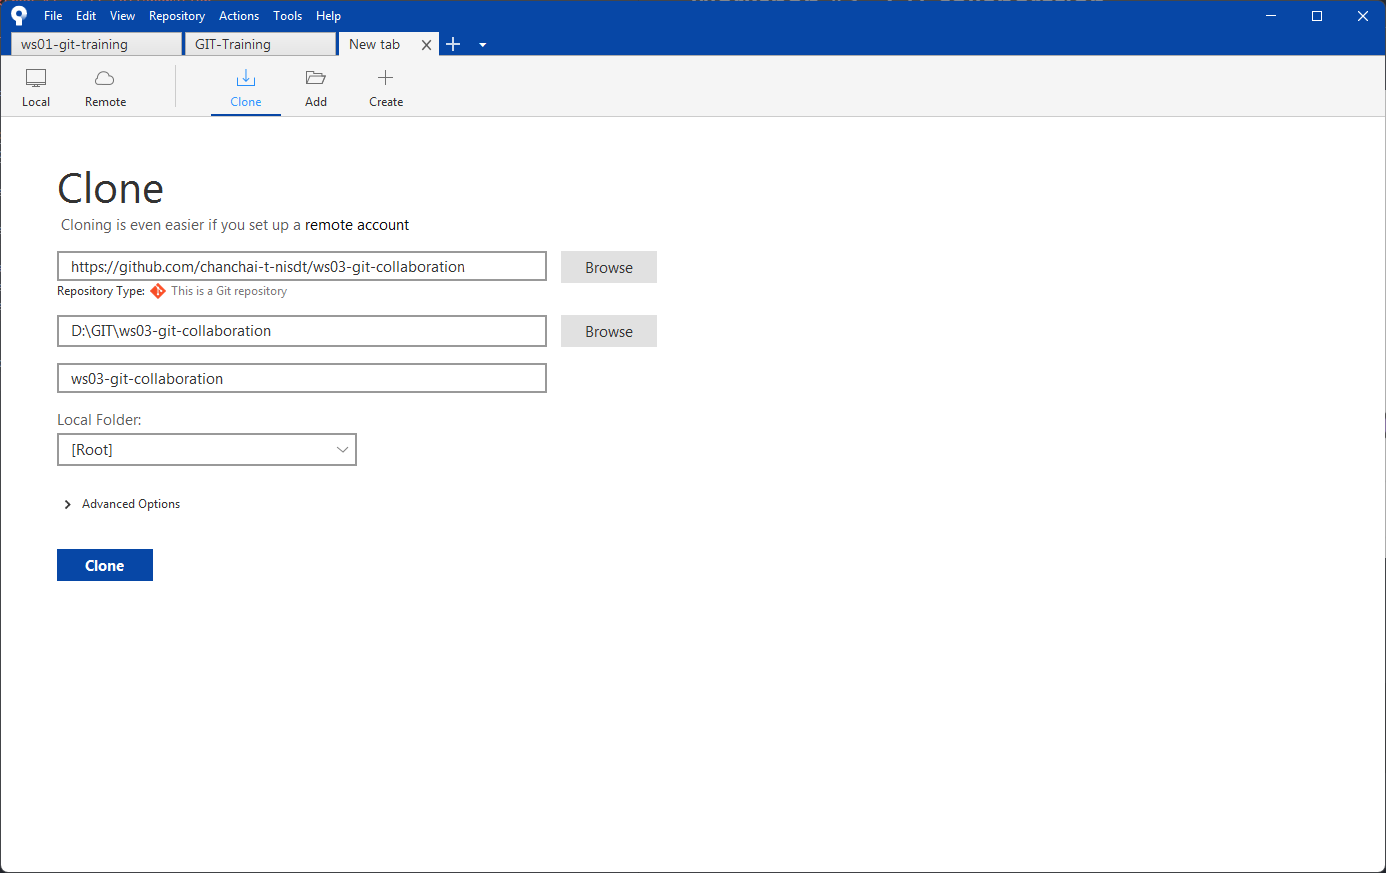 File Edit View Repository Actions Tools Help
ws01-git-training GIT-Training New tab
Local Remote Clone Add Create
Clone
Cloning is even easier if you set up a remote account
https://github.com/chanchai-t-nisdt/ws03-git-collaboration Browse
Repository Type: This is a Git repository
D:\GIT\ws03-git-collaboration Browse
ws03-git-collaboration
Local Folder:
[Root]
Advanced Options
Clone